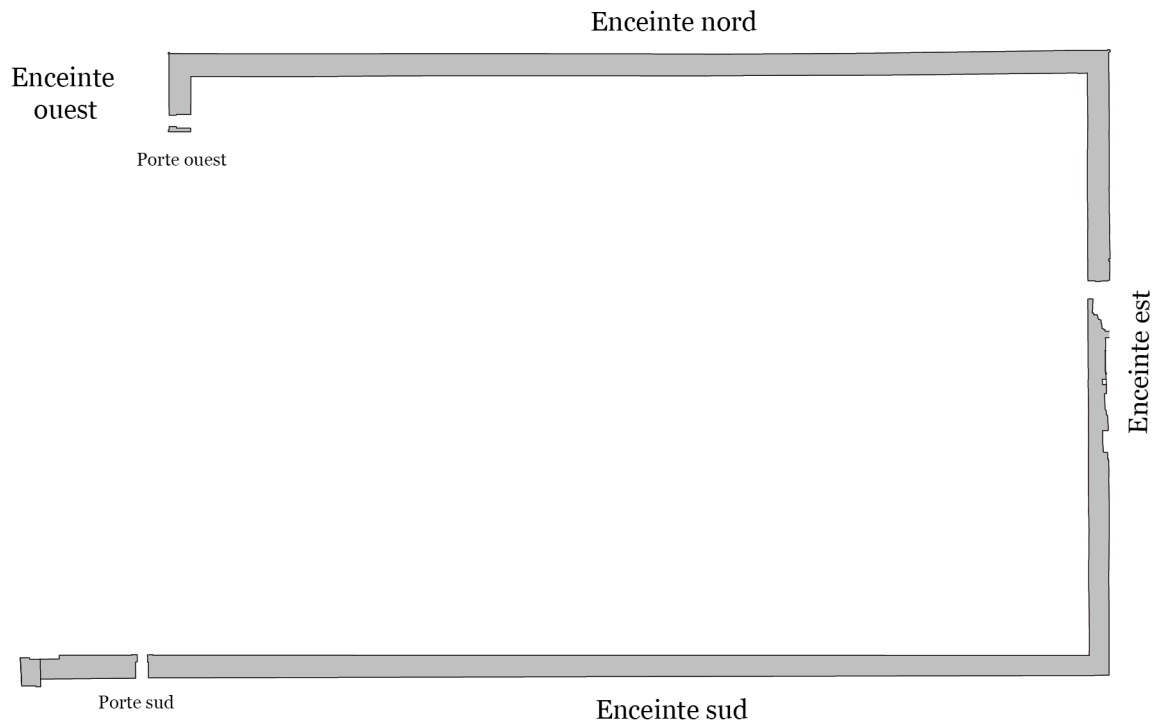 Enceinte nord
Enceinte
ouest
Porte ouest
Enceinte est
Porte sud
Enceinte sud